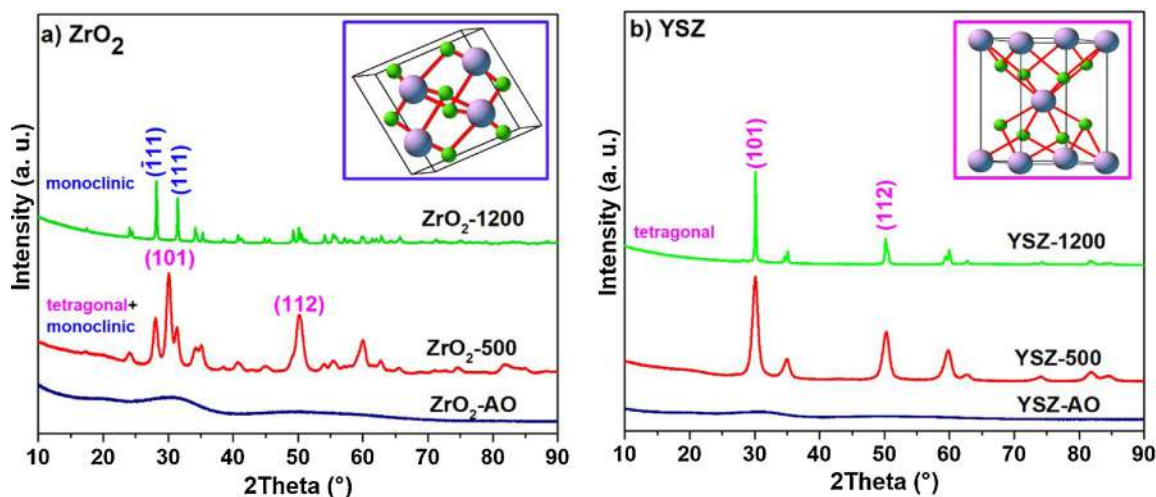 a) ZrO₂
(1̄11)
(111)
monoclinic
ZrO₂-1200
(101)
(112)
tetragonal+
monoclinic
ZrO₂-500
ZrO₂-AO
Intensity (a. u.)
10 20 30 40 50 60 70 80 90
2Theta (°)
b) YSZ
(101)
(112)
tetragonal
YSZ-1200
YSZ-500
YSZ-AO
Intensity (a. u.)
10 20 30 40 50 60 70 80 90
2Theta (°)